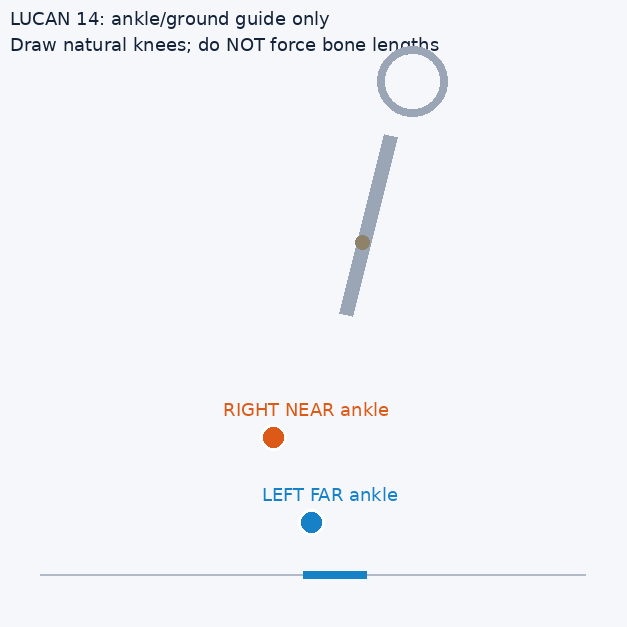 LUCAN 14: ankle/ground guide only
Draw natural knees; do NOT force bone lengths
RIGHT NEAR ankle
LEFT FAR ankle